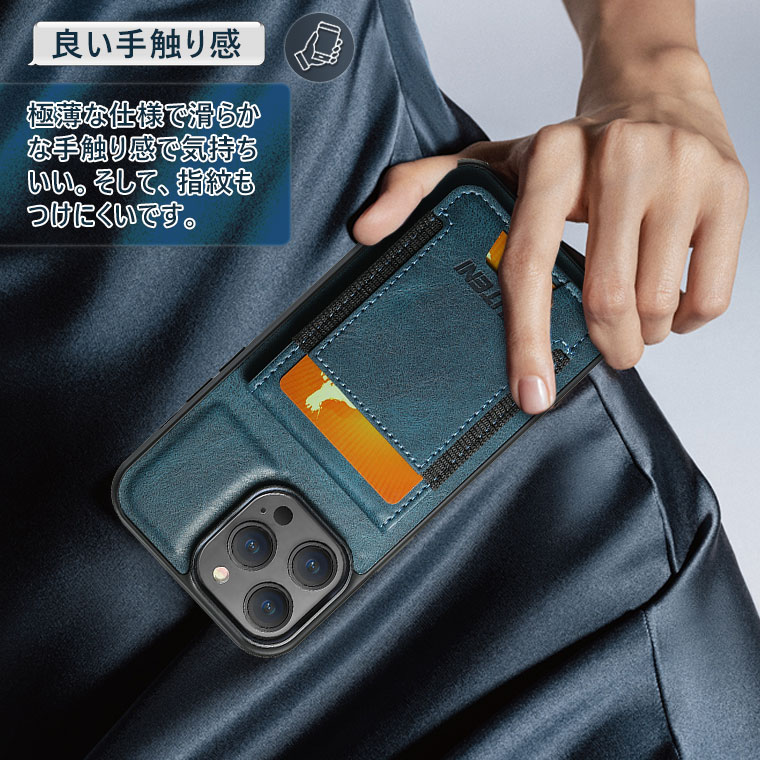 良い手触り感
極薄な仕様で滑らか
な手触り感で気持ち
いい。そして、指紋も
つけにくいです。